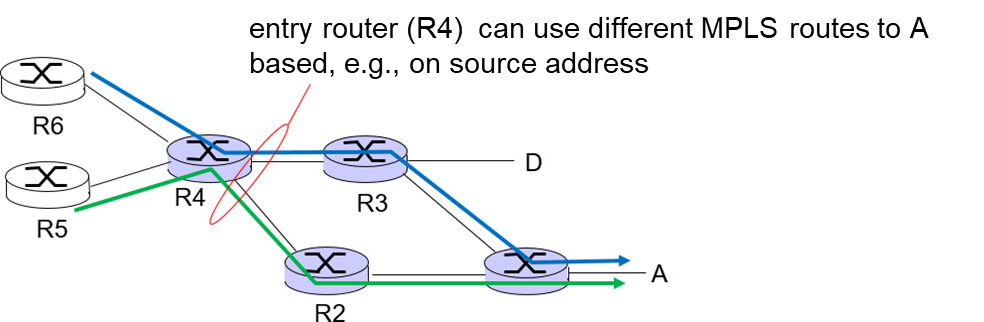 entry router (R4) can use different MPLS routes to A
based, e.g., on source address
R6
D
R4
R3
R5
A
R2